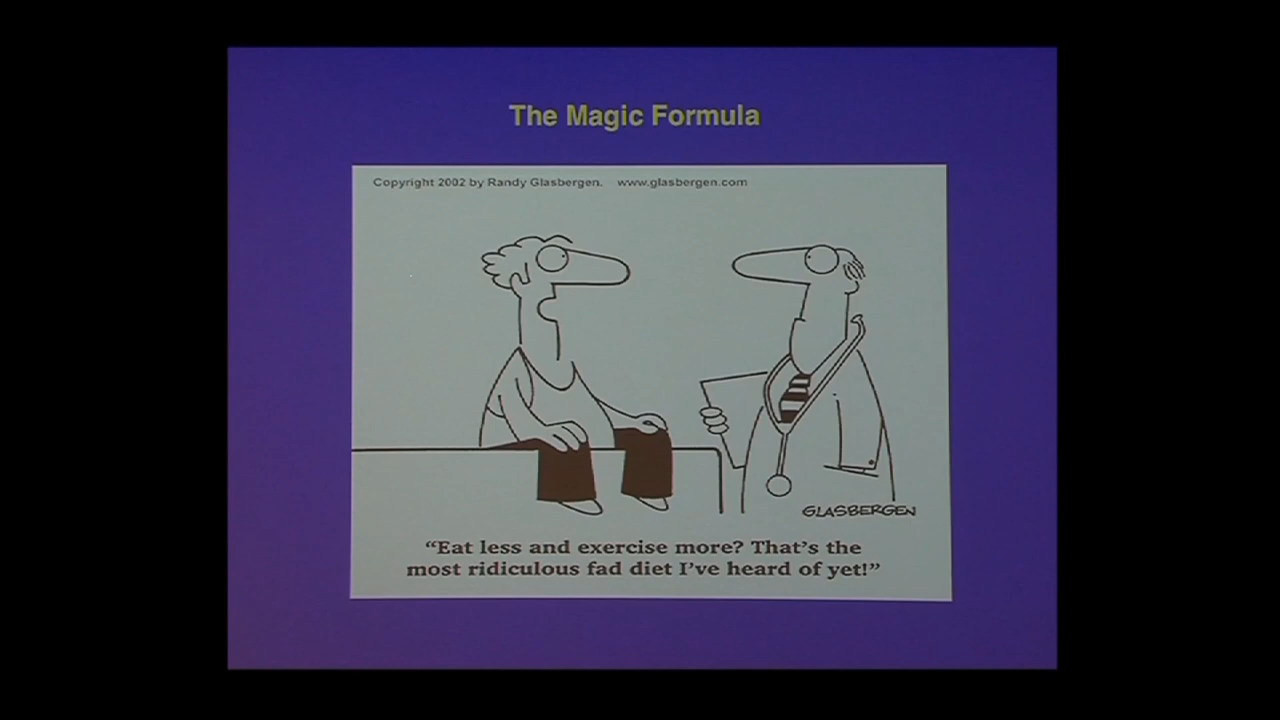 The Magic Formula
Copyright 2002 by Randy Glasbergen. www.glasbergen.com
GLASBERGEN
“Eat less and exercise more? That’s the
most ridiculous fad diet I’ve heard of yet!”